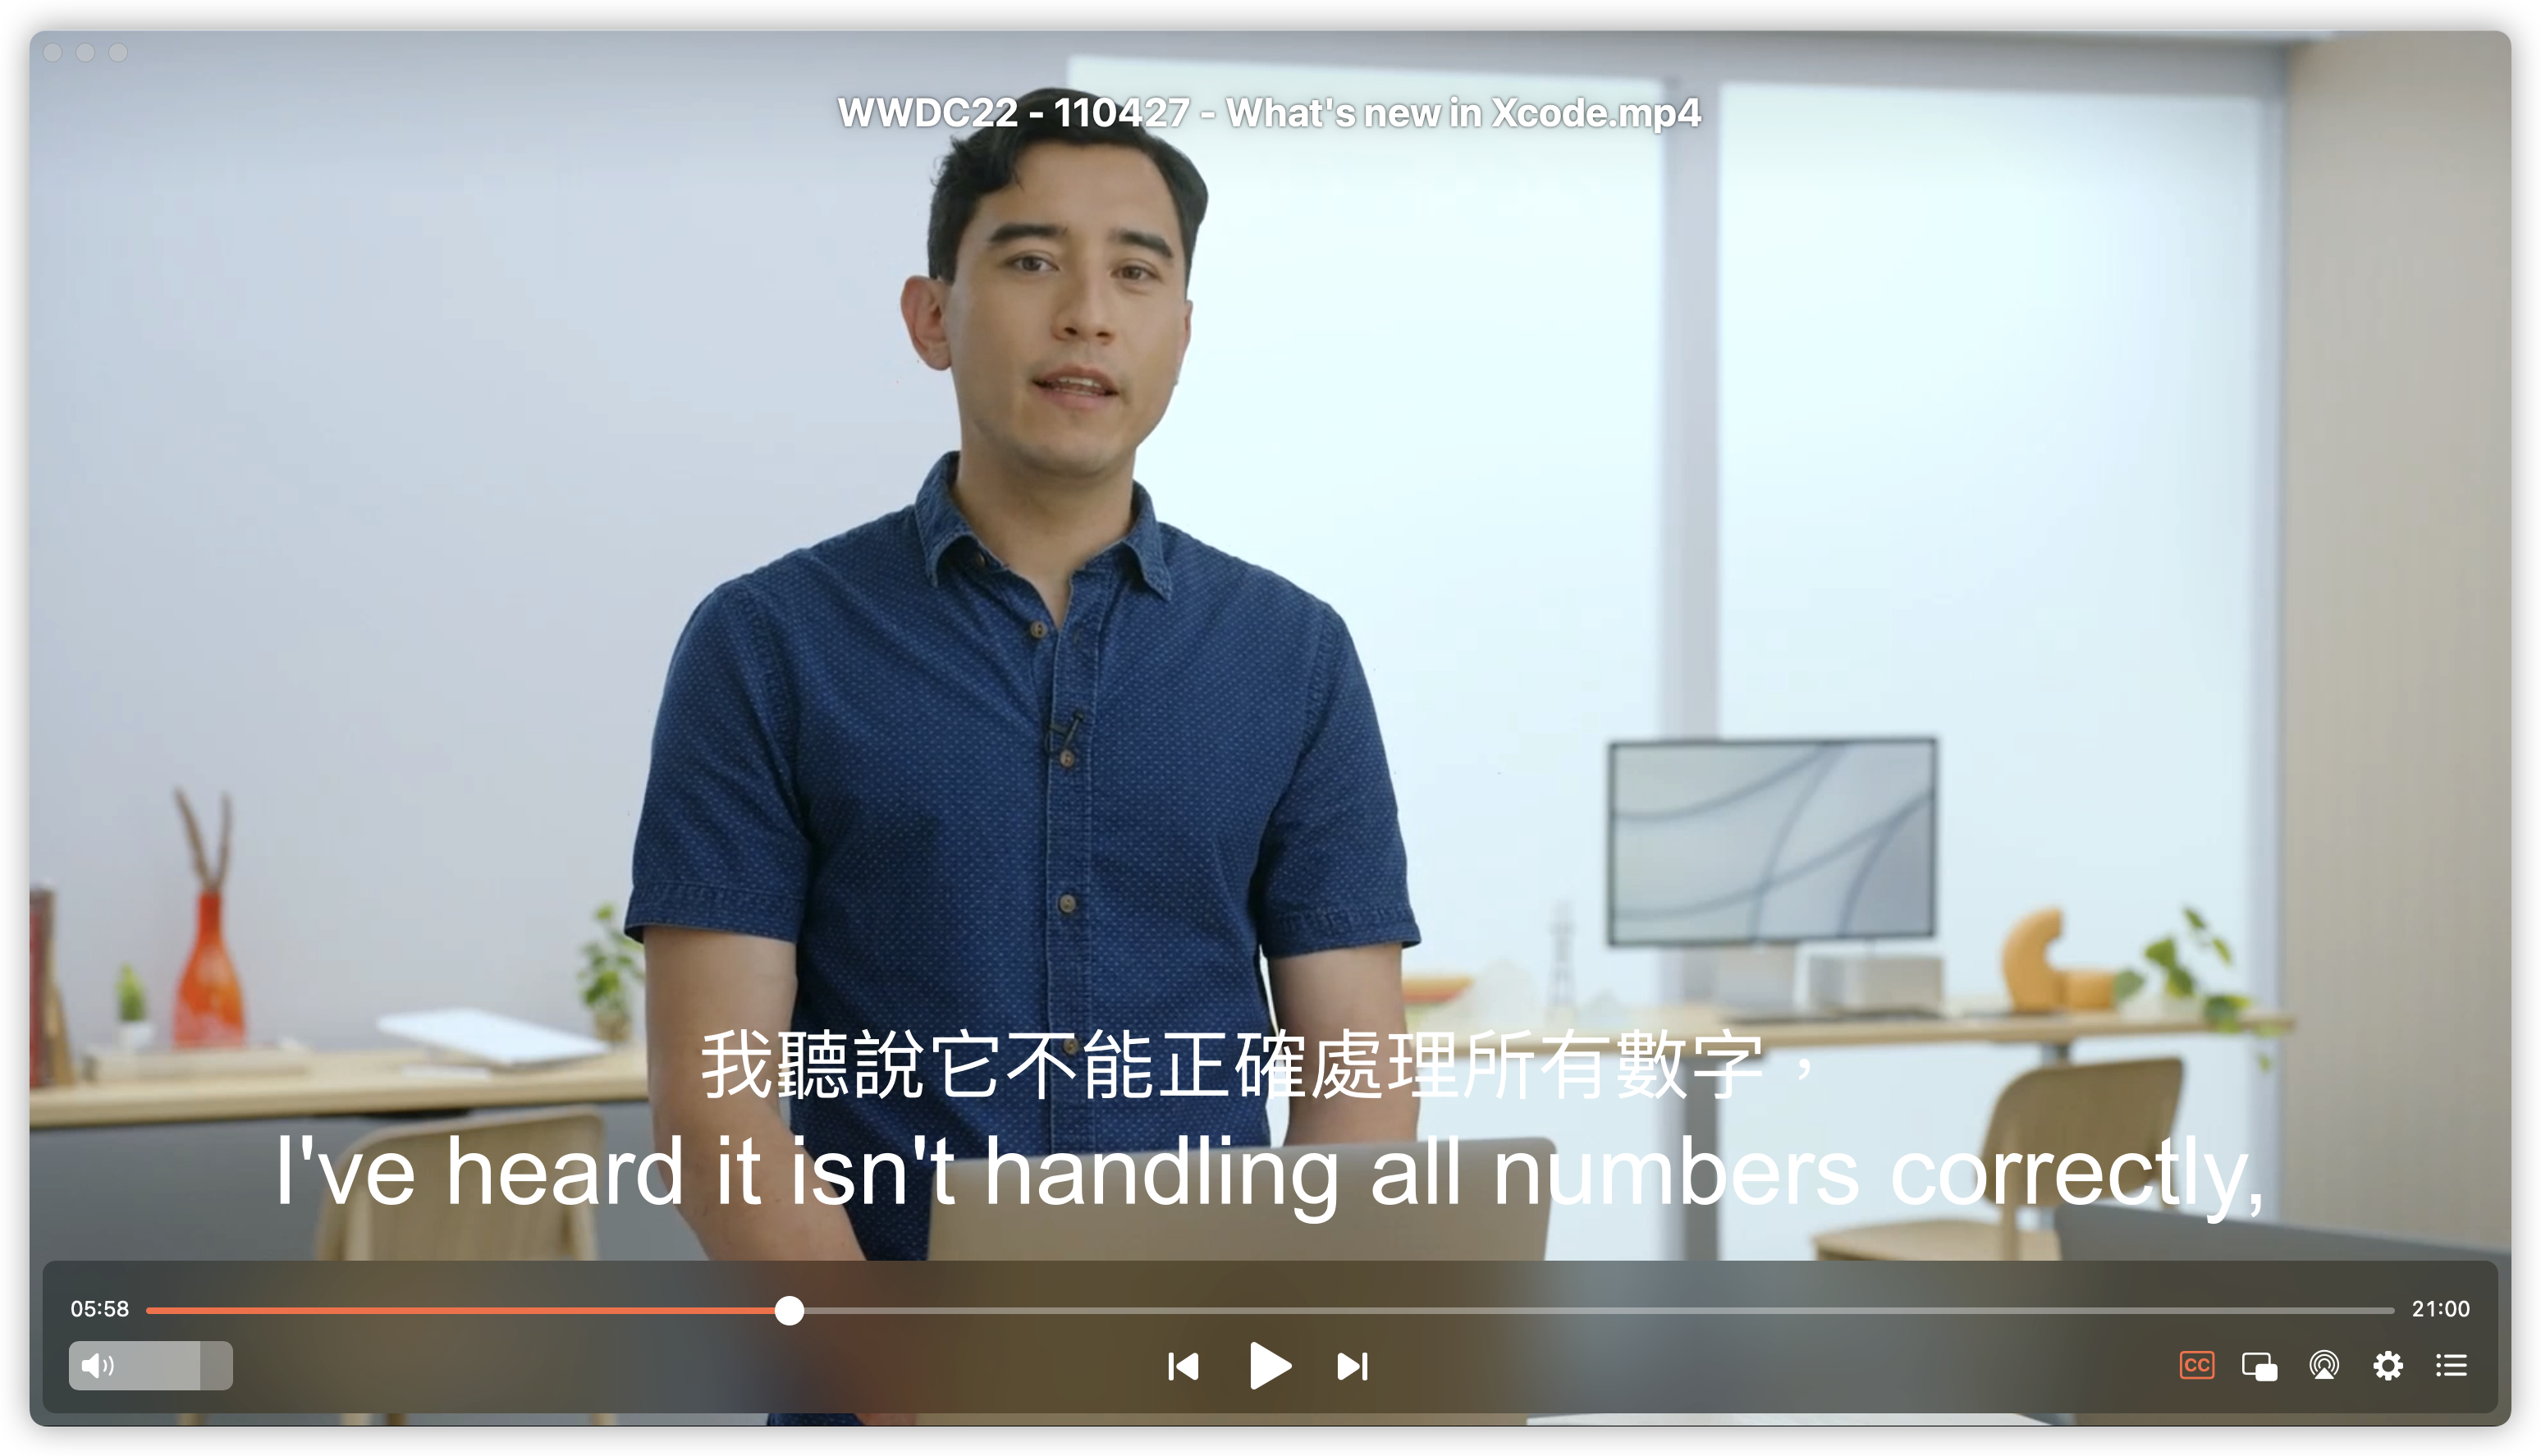 WWDC22 - 110427 - What's new in Xcode.mp4
我聽說它不能正確處理所有數字，
I've heard it isn't handling all numbers correctly,
05:58
21:00
CC